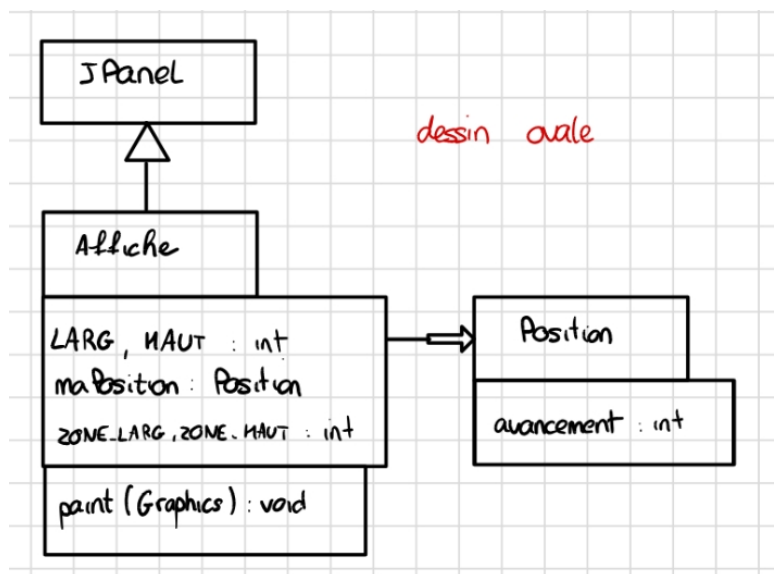 JPanel
dessin ovale
Affiche
LARG, HAUT : int
maPosition : Position
ZONE_LARG, ZONE_HAUT : int
paint (Graphics) : void
Position
avancement : int